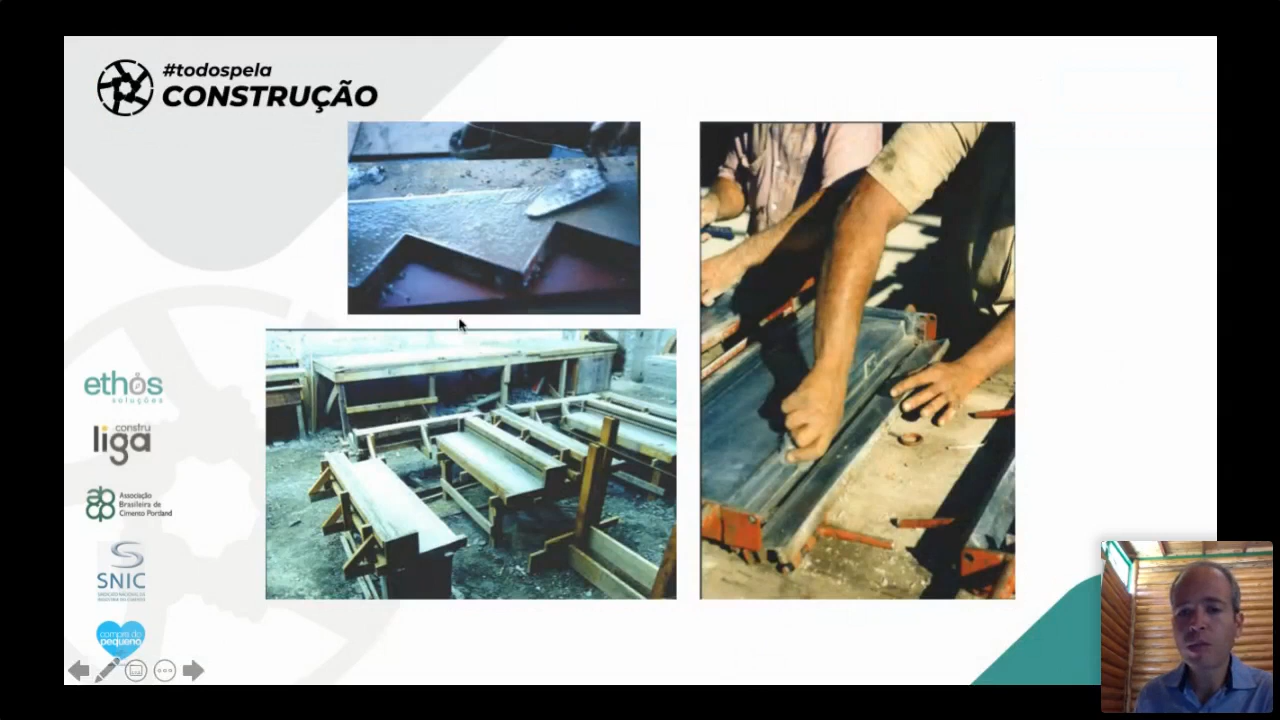 #todospela
CONSTRUÇÃO
ethos
soluções
constru
liga
Associação
Brasileira de
Cimento Portland
SNIC
compre do
pequeno